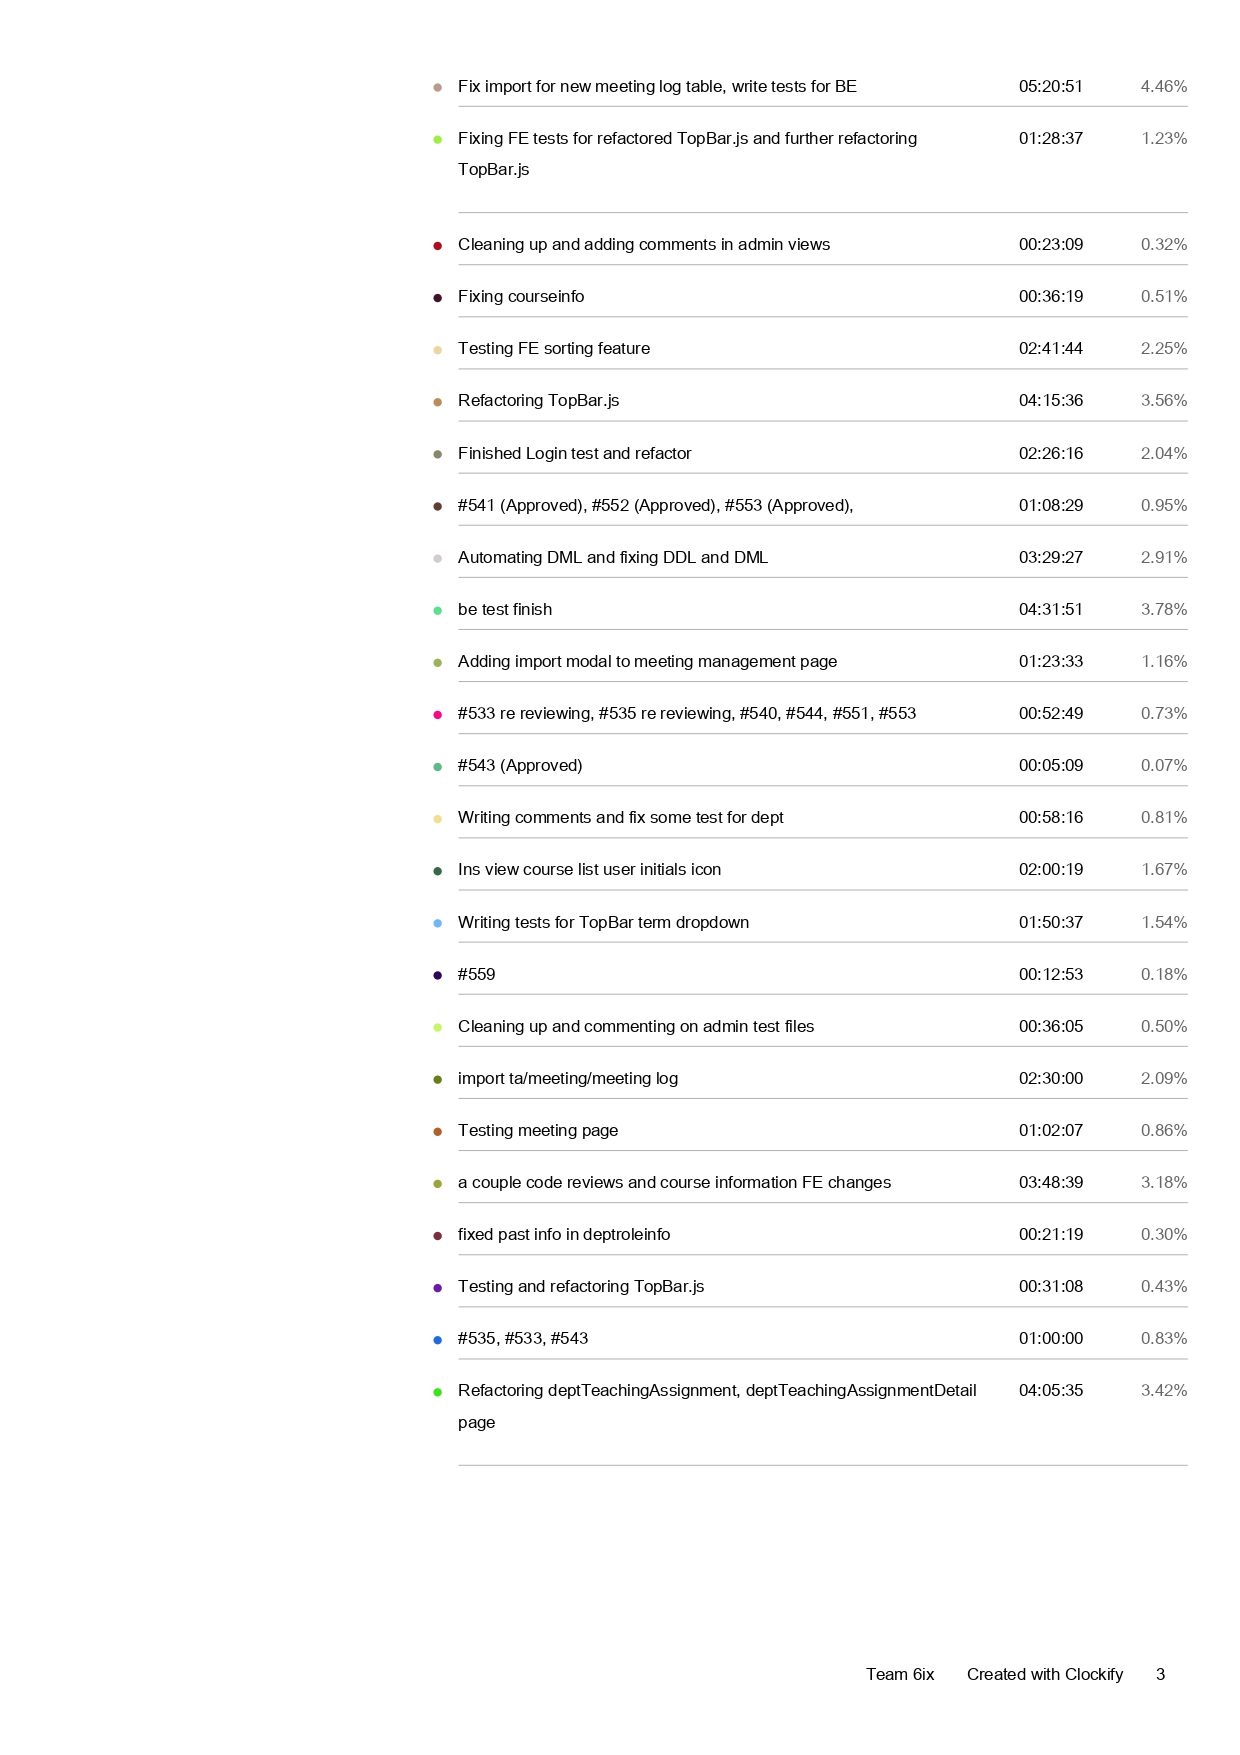 Fix import for new meeting log table, write tests for BE 05:20:51 4.46%
Fixing FE tests for refactored TopBar.js and further refactoring 01:28:37 1.23%
TopBar.js
Cleaning up and adding comments in admin views 00:23:09 0.32%
Fixing courseinfo 00:36:19 0.51%
Testing FE sorting feature 02:41:44 2.25%
Refactoring TopBar.js 04:15:36 3.56%
Finished Login test and refactor 02:26:16 2.04%
#541 (Approved), #552 (Approved), #553 (Approved), 01:08:29 0.95%
Automating DML and fixing DDL and DML 03:29:27 2.91%
be test finish 04:31:51 3.78%
Adding import modal to meeting management page 01:23:33 1.16%
#533 re reviewing, #535 re reviewing, #540, #544, #551, #553 00:52:49 0.73%
#543 (Approved) 00:05:09 0.07%
Writing comments and fix some test for dept 00:58:16 0.81%
Ins view course list user initials icon 02:00:19 1.67%
Writing tests for TopBar term dropdown 01:50:37 1.54%
#559 00:12:53 0.18%
Cleaning up and commenting on admin test files 00:36:05 0.50%
import ta/meeting/meeting log 02:30:00 2.09%
Testing meeting page 01:02:07 0.86%
a couple code reviews and course information FE changes 03:48:39 3.18%
fixed past info in deptroleinfo 00:21:19 0.30%
Testing and refactoring TopBar.js 00:31:08 0.43%
#535, #533, #543 01:00:00 0.83%
Refactoring deptTeachingAssignment, deptTeachingAssignmentDetail 04:05:35 3.42%
page
Team 6ix Created with Clockify 3